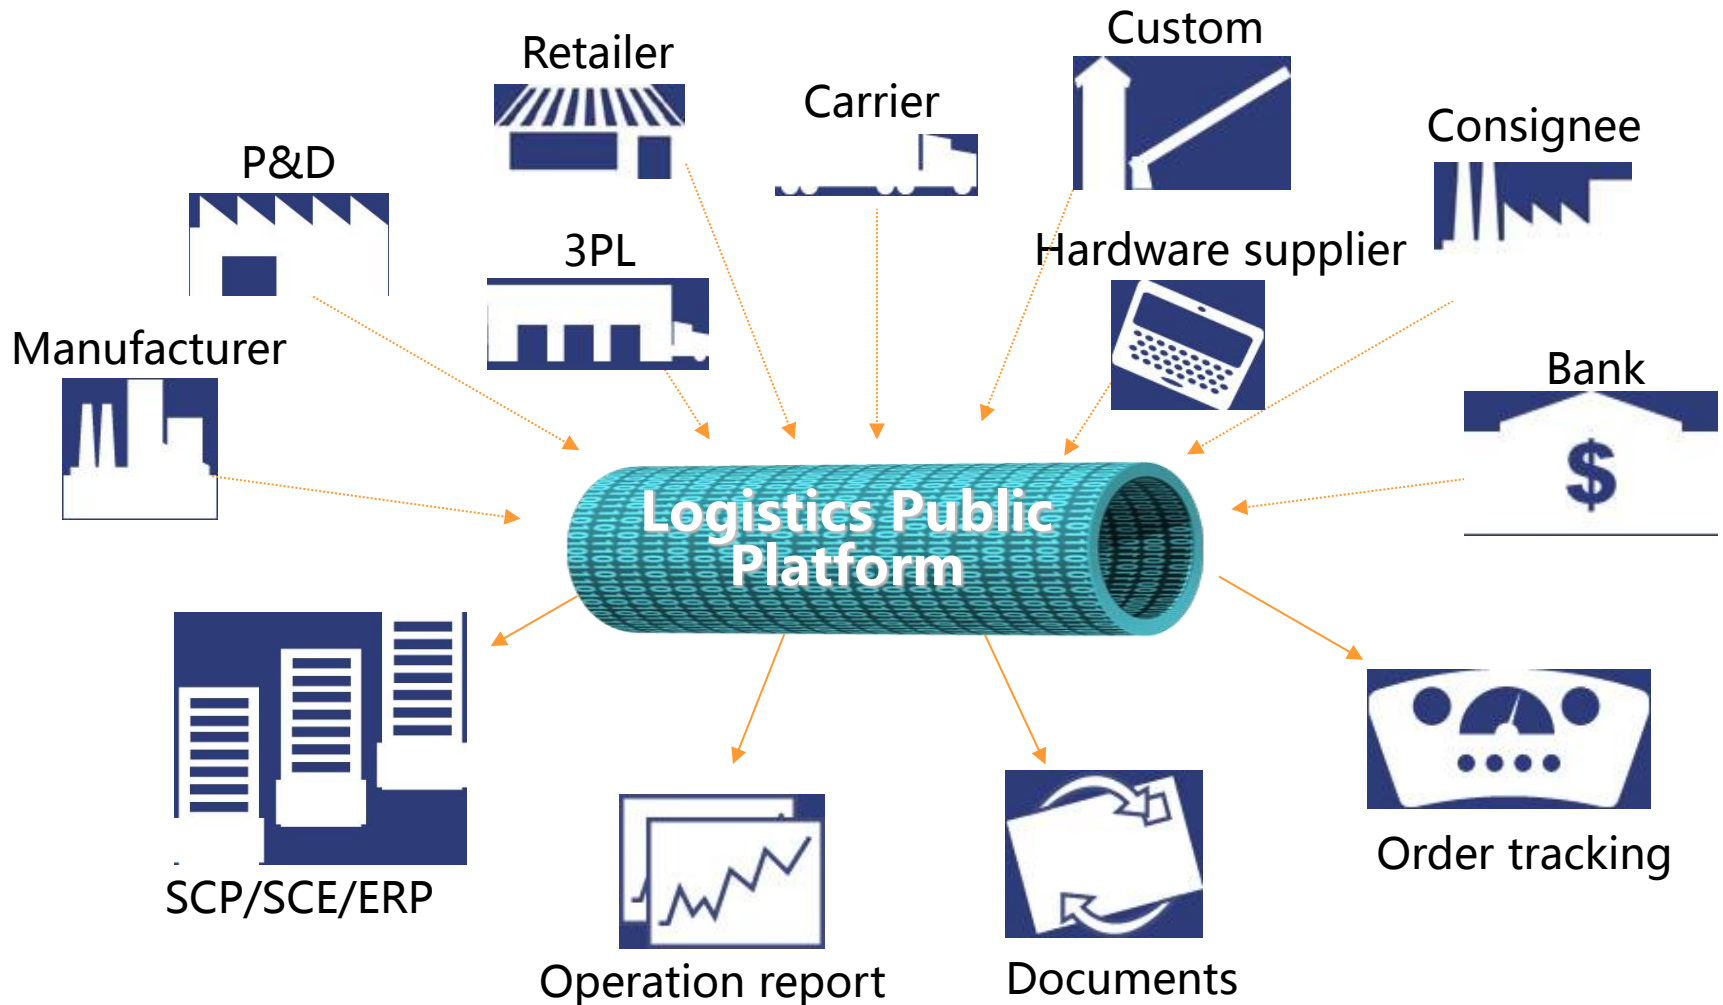 Custom
Retailer
Carrier
Consignee
P&D
3PL
Hardware supplier
Manufacturer
Bank
$
Logistics Public
Platform
Order tracking
SCP/SCE/ERP
Operation report
Documents